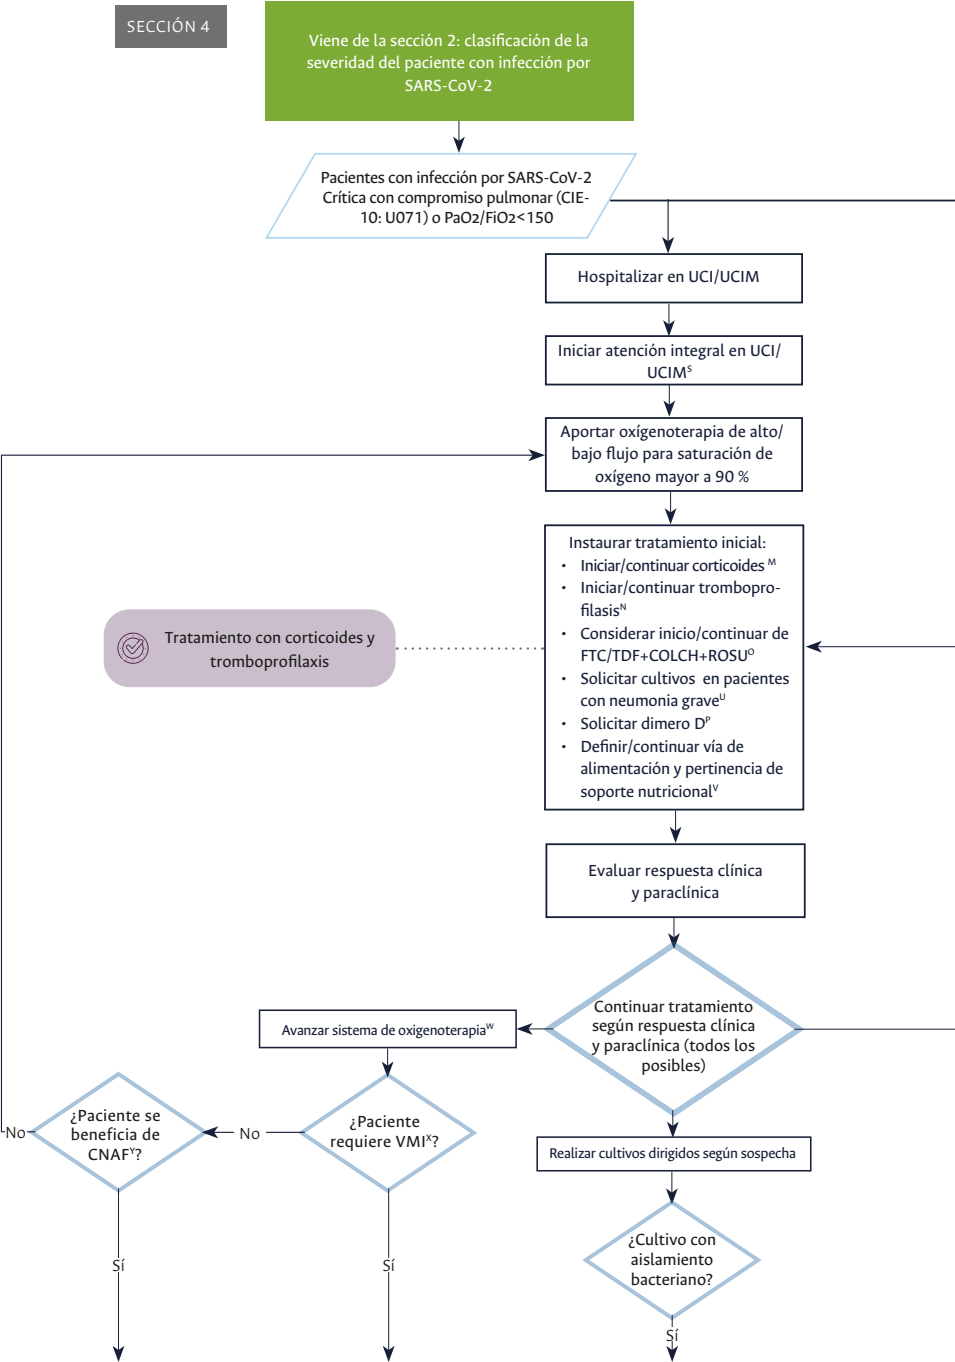 SECCIÓN 4
Viene de la sección 2: clasificación de la
severidad del paciente con infección por
SARS-CoV-2
Pacientes con infección por SARS-CoV-2
Crítica con compromiso pulmonar (CIE-
10: U071) o PaO2/FiO2<150
Hospitalizar en UCI/UCIM
Iniciar atención integral en UCI/
UCIMS
Aportar oxígenoterapia de alto/
bajo flujo para saturación de
oxígeno mayor a 90 %
Instaurar tratamiento inicial:
• Iniciar/continuar corticoides M
• Iniciar/continuar trombopro-
filasisN
• Considerar inicio/continuar de
FTC/TDF+COLCH+ROSUO
• Solicitar cultivos en pacientes
con neumonia graveU
• Solicitar dimero DP
• Definir/continuar vía de
alimentación y pertinencia de
soporte nutricionalV
Tratamiento con corticoides y
tromboprofilaxis
Evaluar respuesta clínica
y paraclínica
Continuar tratamiento
según respuesta clínica
y paraclínica (todos los
posibles)
Avanzar sistema de oxigenoterapiaW
¿Paciente
requiere VMIX?
No
¿Paciente se
beneficia de
CNAFY?
No
Realizar cultivos dirigidos según sospecha
¿Cultivo con
aislamiento
bacteriano?
Sí
Sí
Sí